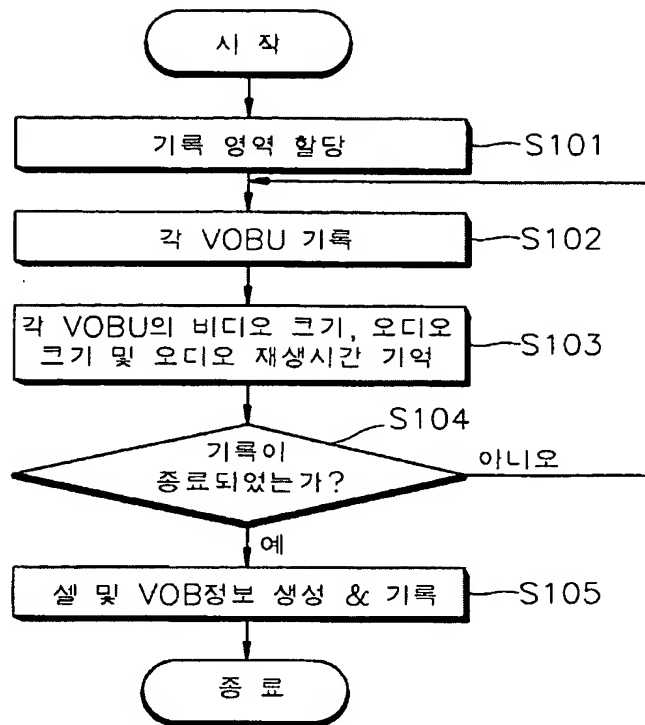 시 작
기록 영역 할당
S101
각 VOBU 기록
S102
각 VOBU의 비디오 크기, 오디오
크기 및 오디오 재생시간 기억
S103
S104
기록이
종료되었는가?
아니오
예
셀 및 VOB정보 생성 & 기록
S105
종 료